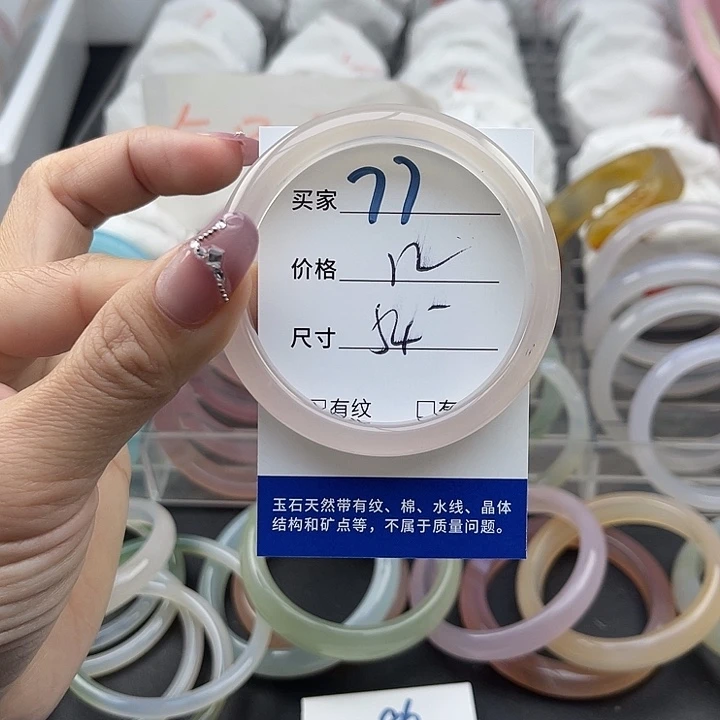 买家 77
价格 12
尺寸 54
有纹 □有
玉石天然带有纹、棉、水线、晶体
结构和矿点等，不属于质量问题。